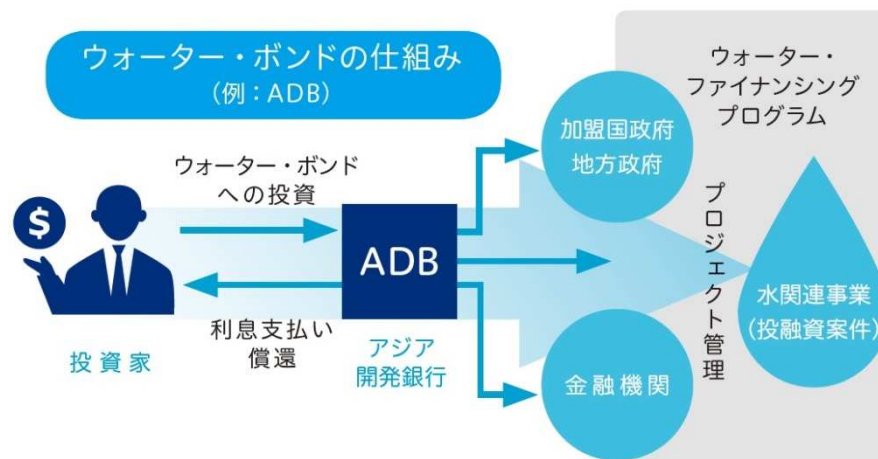 ウォーター・ボンドの仕組み
(例：ADB)
ウォーター・ボンド
への投資
$
ADB
利息支払い
償還
投資家
アジア
開発銀行
加盟国政府
地方政府
金融機関
ウォーター・
ファイナンシング
プログラム
プロジェクト管理
水関連事業
(投融資案件)